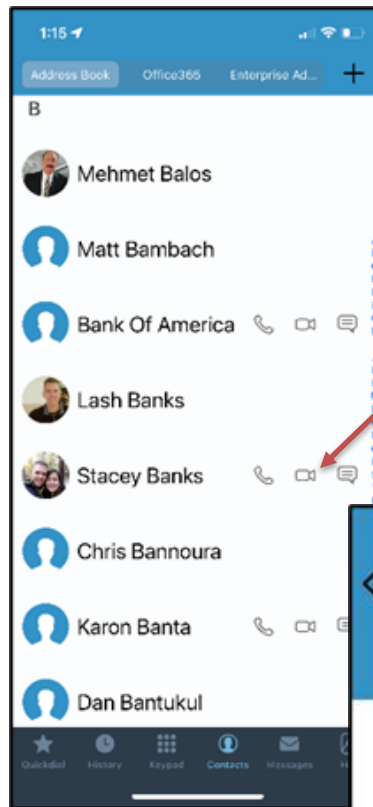 1:15
Address Book Office365 Enterprise Ad... +
B
Mehmet Balos
Matt Bambach
Bank Of America
Lash Banks
Stacey Banks
Chris Bannoura
Karon Banta
Dan Bantukul
Quickdial History Keypad Contacts Messages